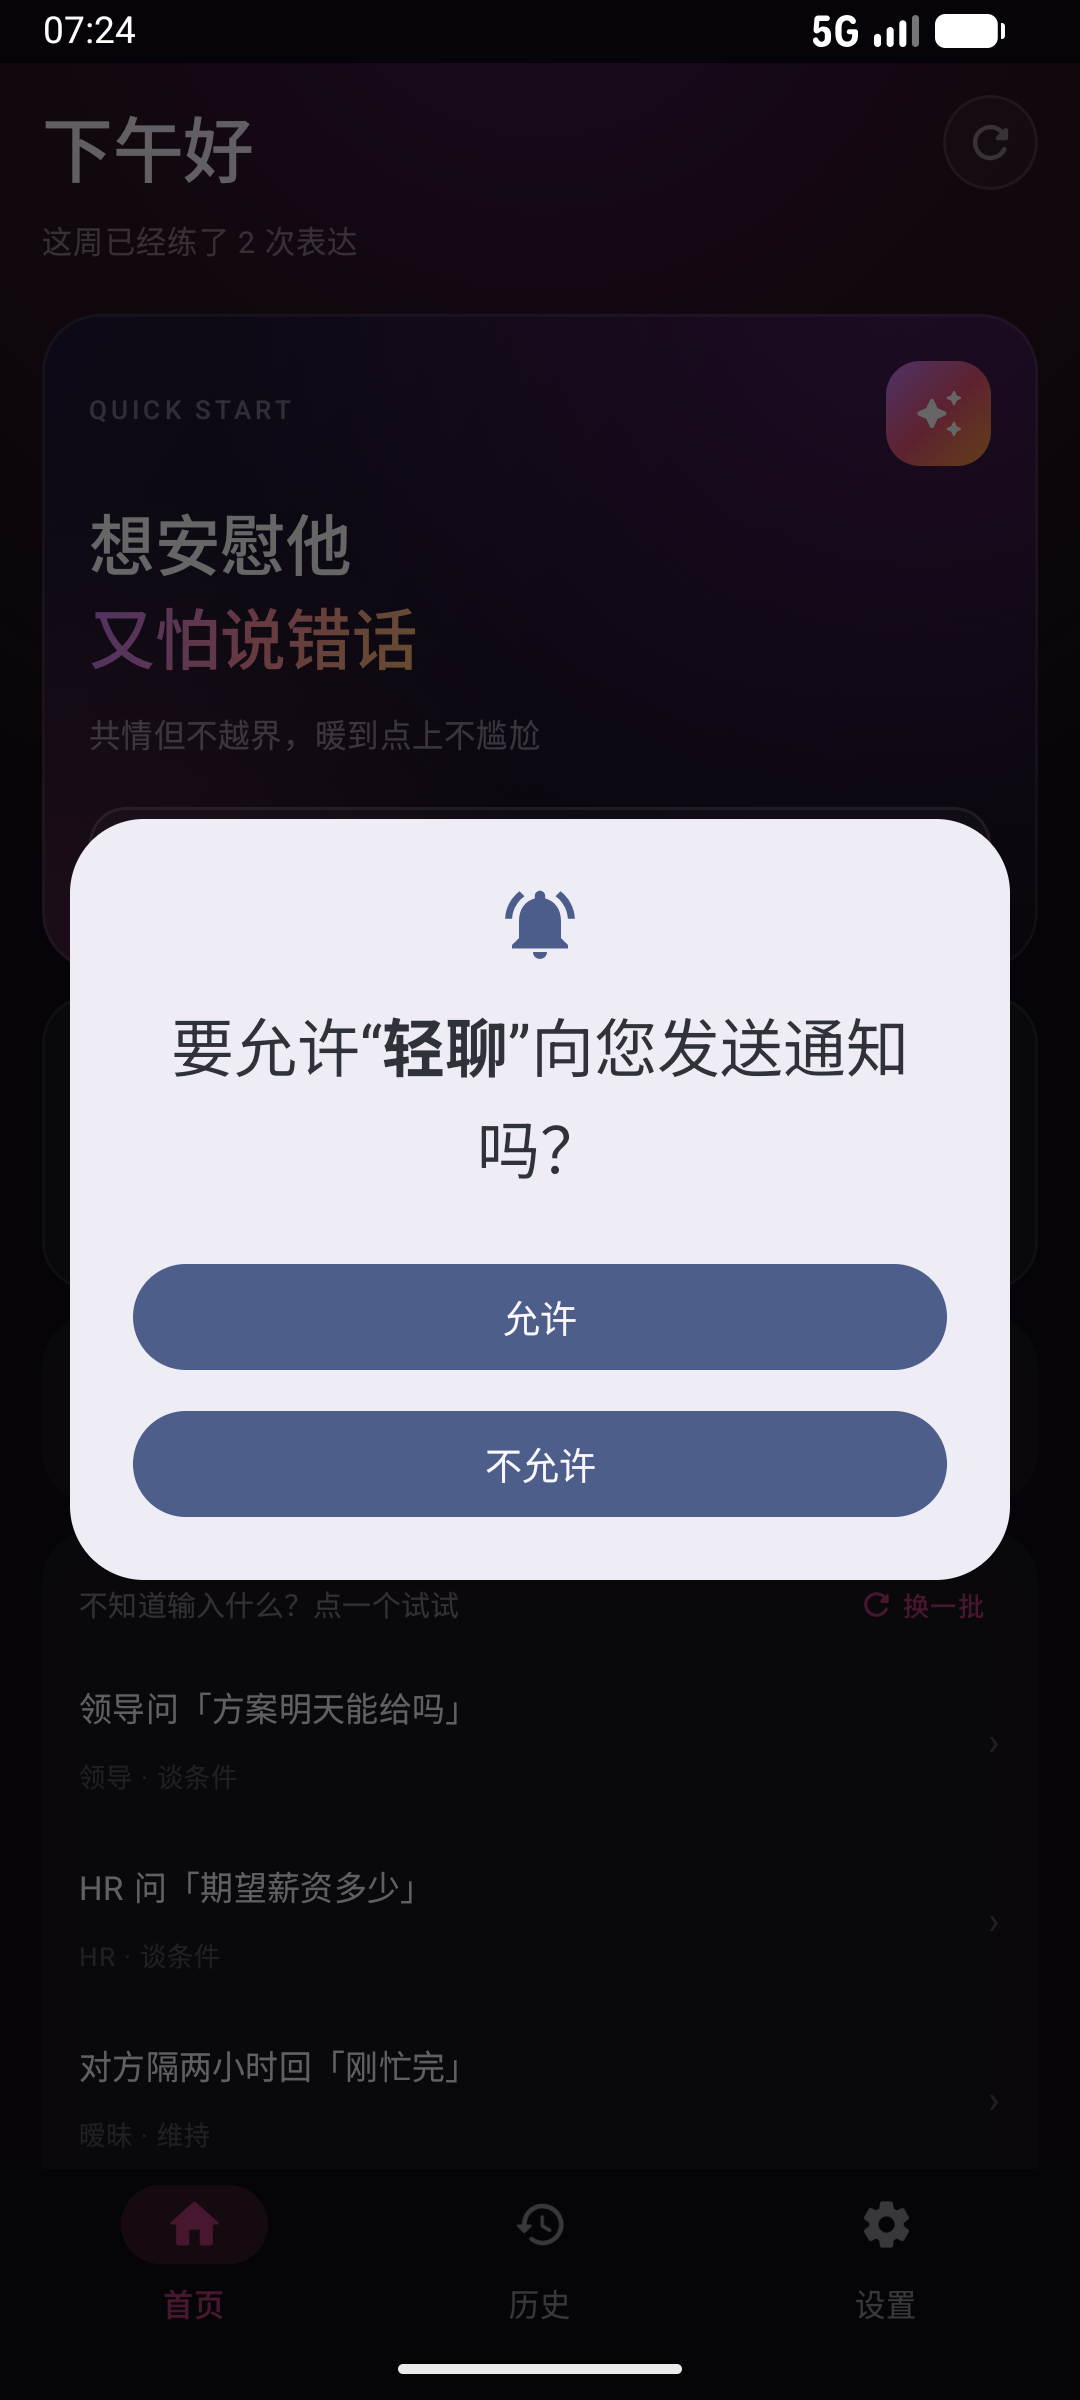 07:24
5G
下午好
这周已经练了 2 次表达
QUICK START
想安慰他
又怕说错话
共情但不越界，暖到点上不尴尬
要允许“轻聊”向您发送通知
吗？
允许
不允许
不知道输入什么？点一个试试
换一批
领导问「方案明天能给吗」
领导 · 谈条件
HR 问「期望薪资多少」
HR · 谈条件
对方隔两小时回「刚忙完」
暧昧 · 维持
首页
历史
设置